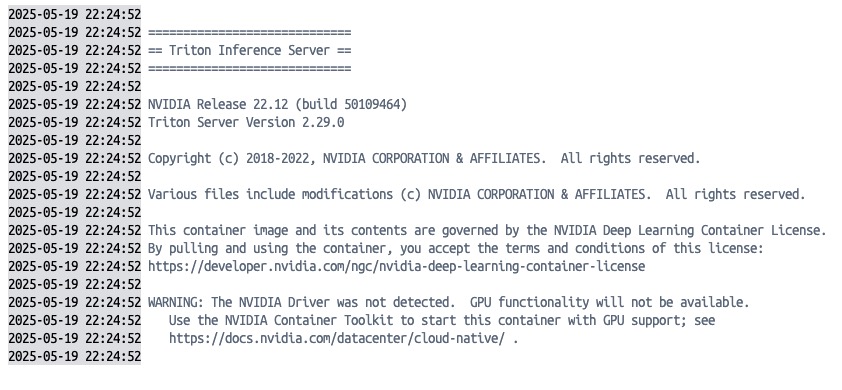 2025-05-19 22:24:52
2025-05-19 22:24:52 =============================
2025-05-19 22:24:52 == Triton Inference Server ==
2025-05-19 22:24:52 =============================
2025-05-19 22:24:52
2025-05-19 22:24:52 NVIDIA Release 22.12 (build 50109464)
2025-05-19 22:24:52 Triton Server Version 2.29.0
2025-05-19 22:24:52
2025-05-19 22:24:52 Copyright (c) 2018-2022, NVIDIA CORPORATION & AFFILIATES.  All rights reserved.
2025-05-19 22:24:52
2025-05-19 22:24:52 Various files include modifications (c) NVIDIA CORPORATION & AFFILIATES.  All rights reserved.
2025-05-19 22:24:52
2025-05-19 22:24:52 This container image and its contents are governed by the NVIDIA Deep Learning Container License.
2025-05-19 22:24:52 By pulling and using the container, you accept the terms and conditions of this license:
2025-05-19 22:24:52 https://developer.nvidia.com/ngc/nvidia-deep-learning-container-license
2025-05-19 22:24:52
2025-05-19 22:24:52 WARNING: The NVIDIA Driver was not detected.  GPU functionality will not be available.
2025-05-19 22:24:52    Use the NVIDIA Container Toolkit to start this container with GPU support; see
2025-05-19 22:24:52    https://docs.nvidia.com/datacenter/cloud-native/ .
2025-05-19 22:24:52